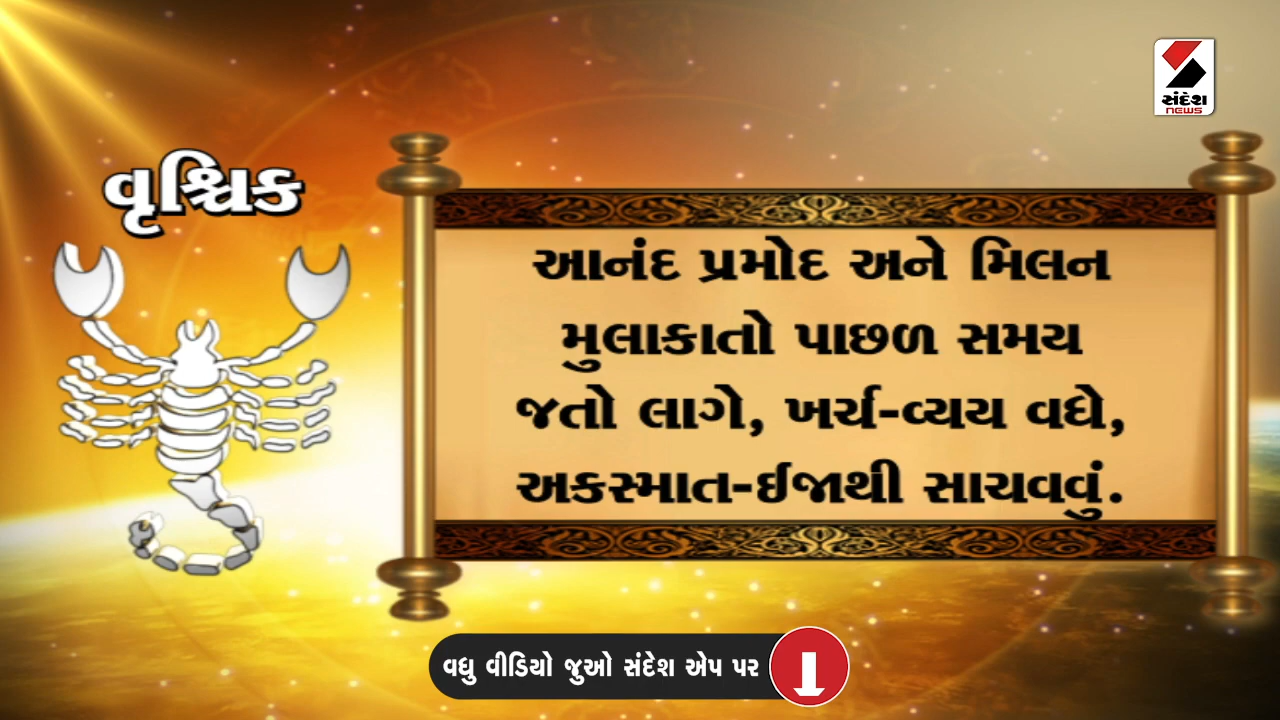 સંદેશ
NEWS
વૃશ્ચિક
આનંદ પ્રમોદ અને મિલન
મુલાકાતો પાછળ સમય
જતો લાગે, ખર્ચ-વ્યય વધે,
અકસ્માત-ઈજાથી સાચવવું.
વધુ વીડિયો જુઓ સંદેશ એપ પર